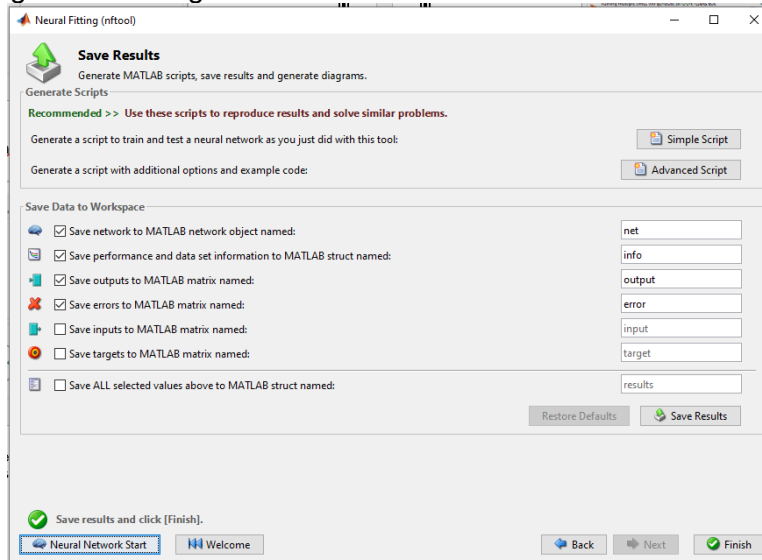 Neural Fitting (nftool)
Save Results
Generate MATLAB scripts, save results and generate diagrams.
Generate Scripts
Recommended >> Use these scripts to reproduce results and solve similar problems.
Generate a script to train and test a neural network as you just did with this tool:
Simple Script
Generate a script with additional options and example code:
Advanced Script
Save Data to Workspace
Save network to MATLAB network object named:
net
Save performance and data set information to MATLAB struct named:
info
Save outputs to MATLAB matrix named:
output
Save errors to MATLAB matrix named:
error
Save inputs to MATLAB matrix named:
input
Save targets to MATLAB matrix named:
target
Save ALL selected values above to MATLAB struct named:
results
Restore Defaults
Save Results
Save results and click [Finish].
Neural Network Start
Welcome
Back
Next
Finish